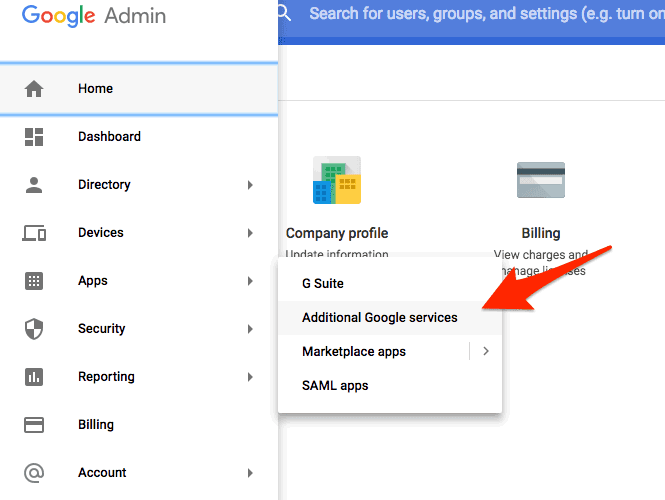 Google Admin
Search for users, groups, and settings (e.g. turn on
Home
Dashboard
Directory
Devices
Apps
Security
Reporting
Billing
Account
Company profile
Update information
Billing
View charges and
manage licenses
G Suite
Additional Google services
Marketplace apps
SAML apps